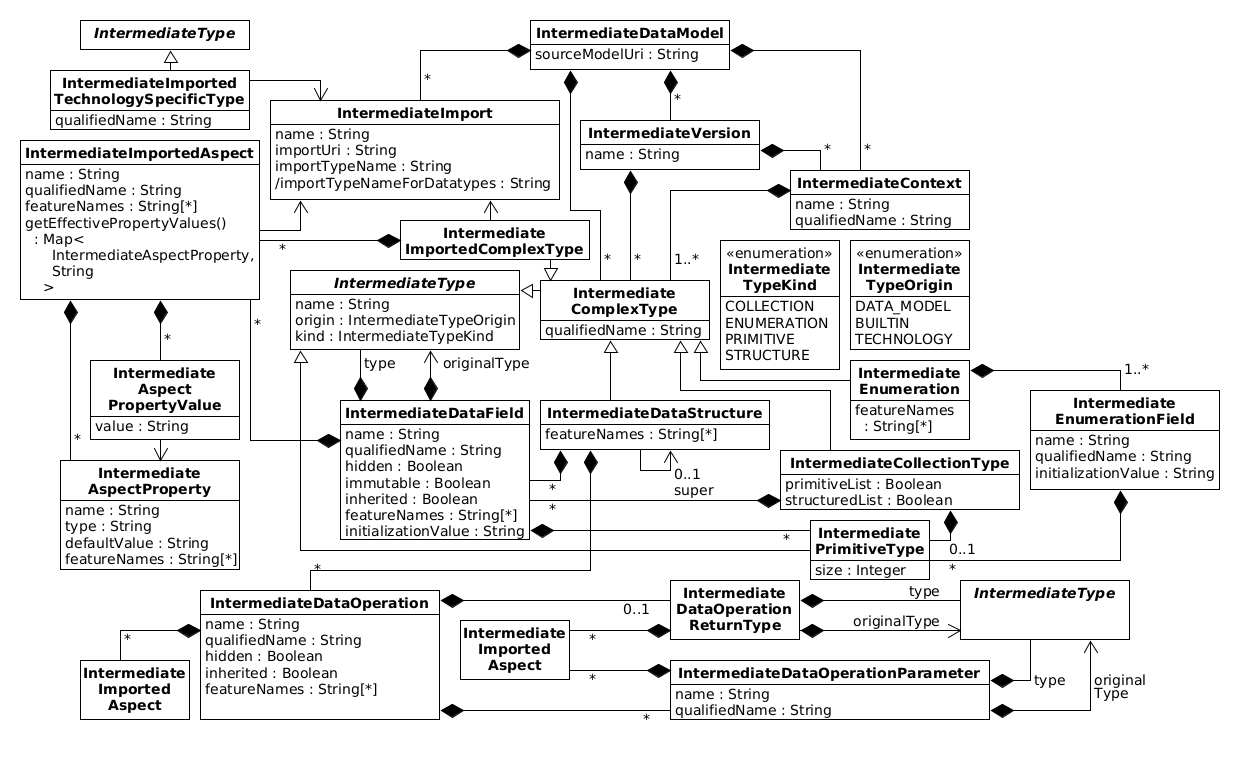 IntermediateType
IntermediateImported
TechnologySpecificType
qualifiedName : String
IntermediateDataModel
sourceModelUri : String
*
*
*
IntermediateImport
name : String
importUri : String
importTypeName : String
/importTypeNameForDatatypes : String
IntermediateVersion
name : String
*
IntermediateContext
name : String
qualifiedName : String
IntermediateImportedAspect
name : String
qualifiedName : String
featureNames : String[*]
getEffectivePropertyValues()
: Map<
IntermediateAspectProperty,
String
>
*
Intermediate
ImportedComplexType
*
*
1..*
«enumeration»
Intermediate
TypeKind
COLLECTION
ENUMERATION
PRIMITIVE
STRUCTURE
«enumeration»
Intermediate
TypeOrigin
DATA_MODEL
BUILTIN
TECHNOLOGY
IntermediateType
name : String
origin : IntermediateTypeOrigin
kind : IntermediateTypeKind
Intermediate
ComplexType
qualifiedName : String
*
*
type
originalType
Intermediate
Aspect
PropertyValue
value : String
Intermediate
Enumeration
featureNames
: String[*]
1..*
Intermediate
EnumerationField
name : String
qualifiedName : String
initializationValue : String
IntermediateDataField
name : String
qualifiedName : String
hidden : Boolean
immutable : Boolean
inherited : Boolean
featureNames : String[*]
initializationValue : String
IntermediateDataStructure
featureNames : String[*]
0..1
super
*
*
*
Intermediate
AspectProperty
name : String
type : String
defaultValue : String
featureNames : String[*]
IntermediateCollectionType
primitiveList : Boolean
structuredList : Boolean
*
Intermediate
PrimitiveType
size : Integer
0..1
*
*
IntermediateDataOperation
name : String
qualifiedName : String
hidden : Boolean
inherited : Boolean
featureNames : String[*]
0..1
Intermediate
DataOperation
ReturnType
type
originalType
IntermediateType
*
Intermediate
Imported
Aspect
*
*
Intermediate
Imported
Aspect
IntermediateDataOperationParameter
name : String
qualifiedName : String
*
type
original
Type